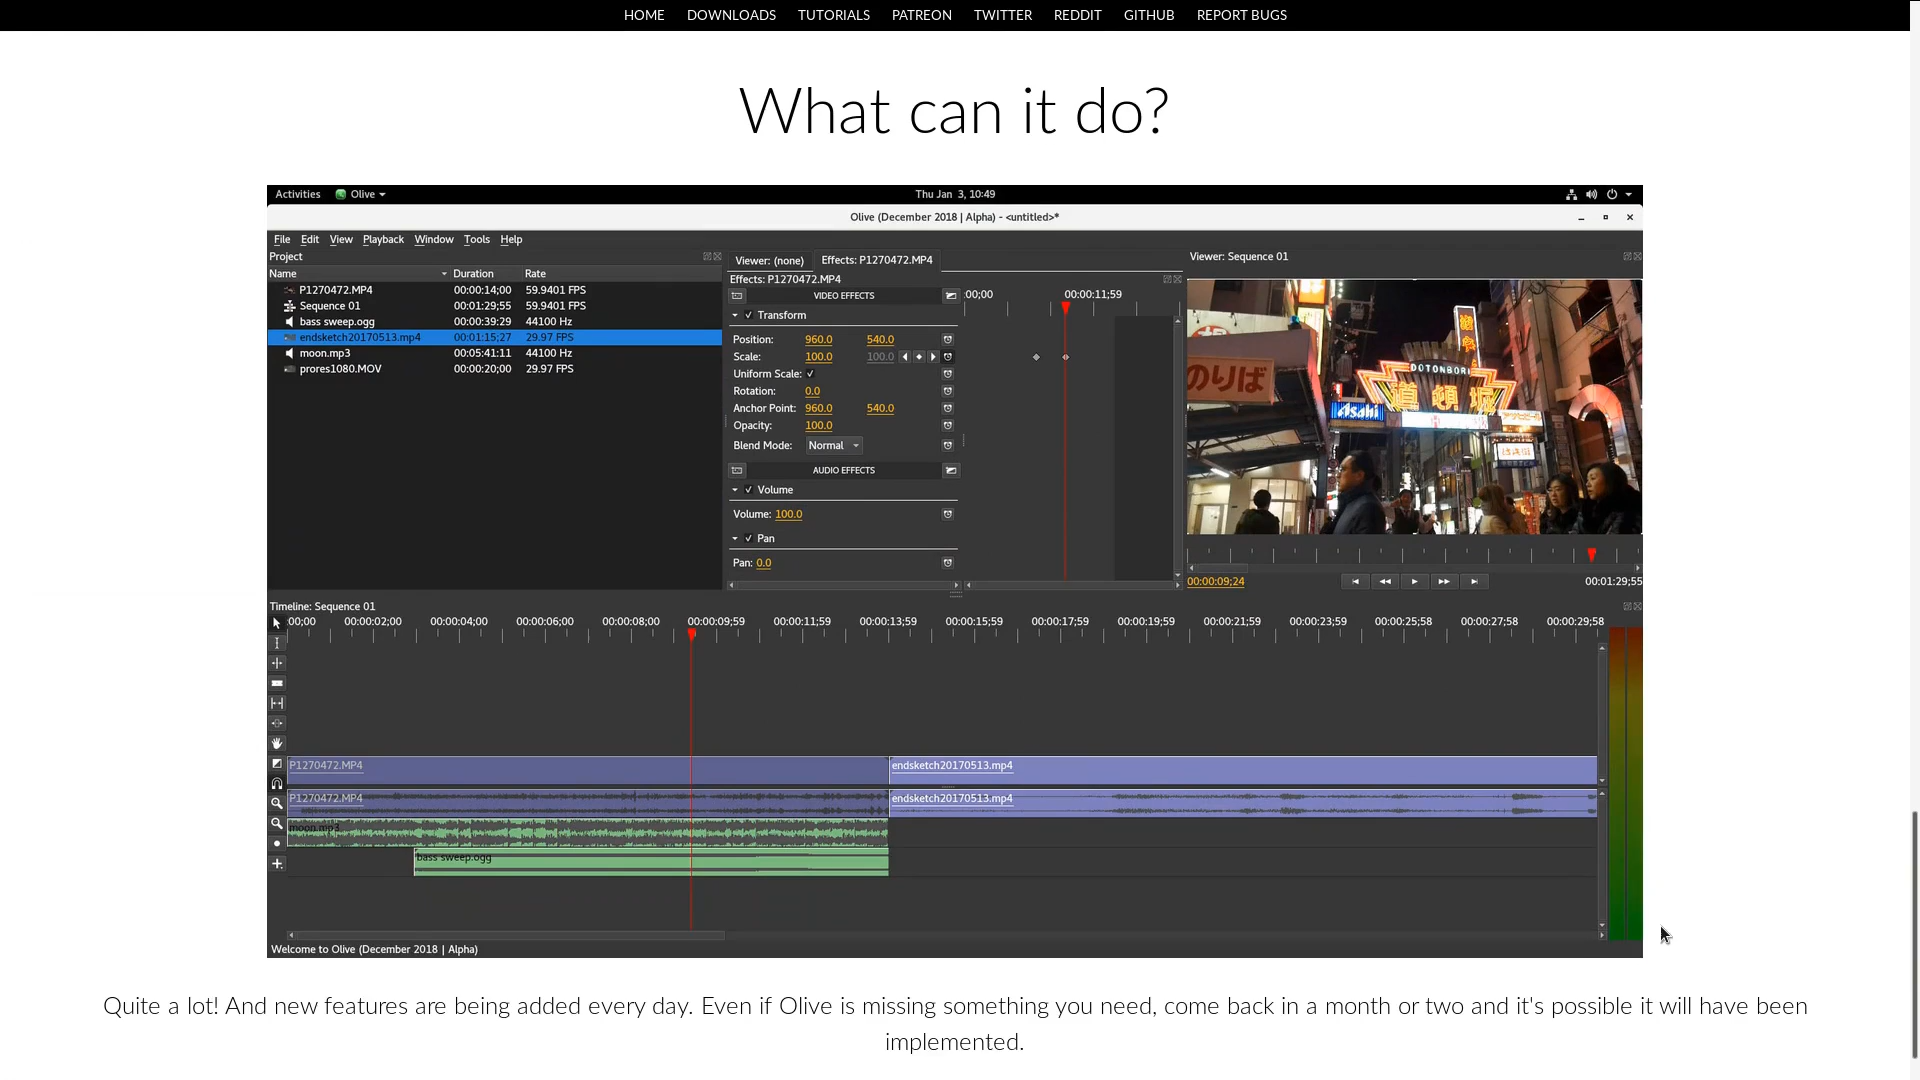 HOME DOWNLOADS TUTORIALS PATREON TWITTER REDDIT GITHUB REPORT BUGS
What can it do?
Activities Olive Thu Jan 3, 10:49
Olive (December 2018 | Alpha) - <untitled>*
File Edit View Playback Window Tools Help
Project
Name Duration Rate
P1270472.MP4 00:00:14;00 59.9401 FPS
Sequence 01 00:01:29;55 59.9401 FPS
bass sweep.ogg 00:00:39:29 44100 Hz
endsketch20170513.mp4 00:01:15;27 29.97 FPS
moon.mp3 00:05:41:11 44100 Hz
prores1080.MOV 00:00:20;00 29.97 FPS
Viewer: (none) Effects: P1270472.MP4
Effects: P1270472.MP4
VIDEO EFFECTS :00;00 00:00:11;59
Transform
Position: 960.0 540.0
Scale: 100.0 100.0
Uniform Scale:
Rotation: 0.0
Anchor Point: 960.0 540.0
Opacity: 100.0
Blend Mode: Normal
AUDIO EFFECTS
Volume
Volume: 100.0
Pan
Pan: 0.0
Viewer: Sequence 01
のりば
DOTONBORI
道頓堀
Asahi
00:00:09;24 00:01:29;55
Timeline: Sequence 01
:00;00 00:00:02;00 00:00:04;00 00:00:06;00 00:00:08;00 00:00:09;59 00:00:11;59 00:00:13;59 00:00:15;59 00:00:17;59 00:00:19;59 00:00:21;59 00:00:23;59 00:00:25;58 00:00:27;58 00:00:29;58
P1270472.MP4 endsketch20170513.mp4
P1270472.MP4 endsketch20170513.mp4
moon.mp3
bass sweep.ogg
Welcome to Olive (December 2018 | Alpha)
Quite a lot! And new features are being added every day. Even if Olive is missing something you need, come back in a month or two and it's possible it will have been
implemented.